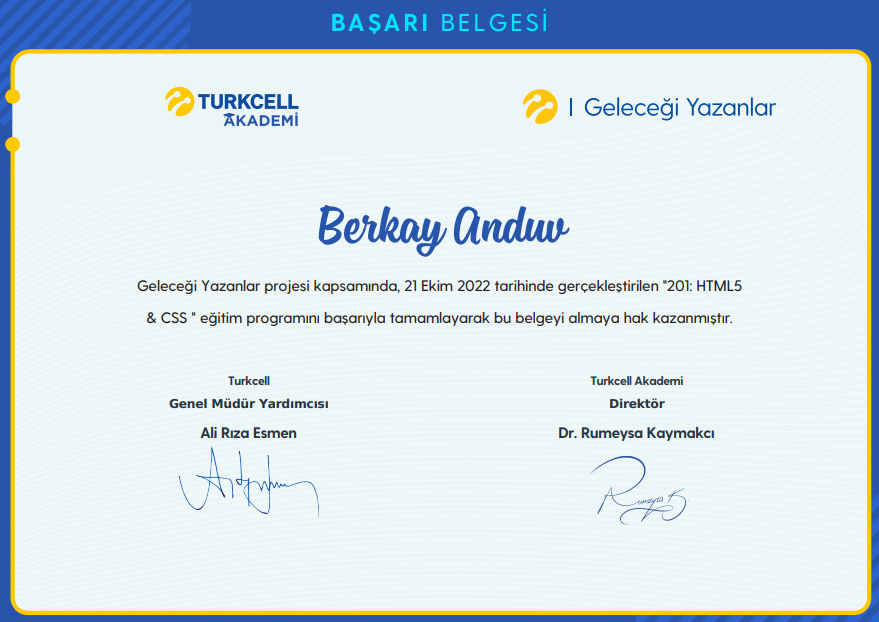 BAŞARI BELGESİ
TURKCELL
AKADEMİ
Geleceği Yazanlar
Berkay Anduv
Geleceği Yazanlar projesi kapsamında, 21 Ekim 2022 tarihinde gerçekleştirilen "201: HTML5
& CSS " eğitim programını başarıyla tamamlayarak bu belgeyi almaya hak kazanmıştır.
Turkcell
Genel Müdür Yardımcısı
Ali Rıza Esmen
Turkcell Akademi
Direktör
Dr. Rumeysa Kaymakcı
Rumeysa K.